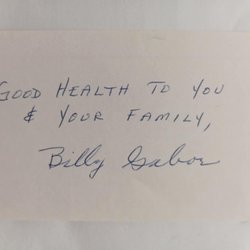 GOOD HEALTH TO YOU
& YOUR FAMILY,
Billy Gabor